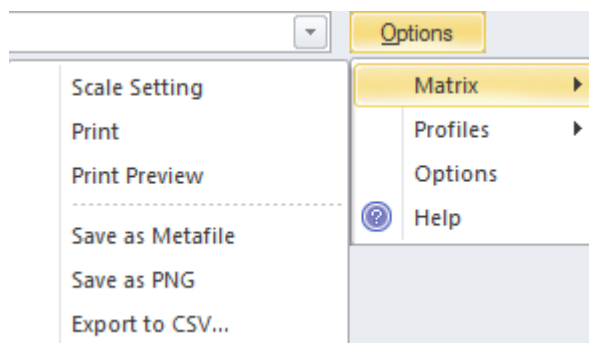 Options
Matrix
Profiles
Options
Help
Scale Setting
Print
Print Preview
Save as Metafile
Save as PNG
Export to CSV...